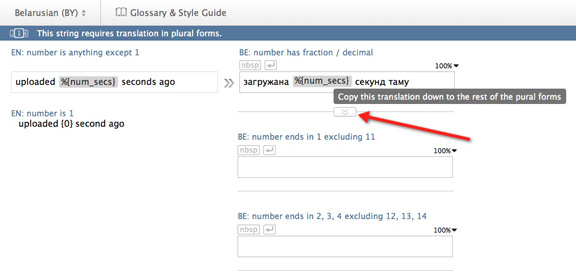 Belarusian (BY) Glossary & Style Guide
This string requires translation in plural forms.
EN: number is anything except 1
uploaded %{num_secs} seconds ago
EN: number is 1
uploaded {0} second ago
BE: number has fraction / decimal
nbsp 100%
загружана %{num_secs} секунд таму
Copy this translation down to the rest of the pural forms
BE: number ends in 1 excluding 11
nbsp 100%
BE: number ends in 2, 3, 4 excluding 12, 13, 14
nbsp 100%